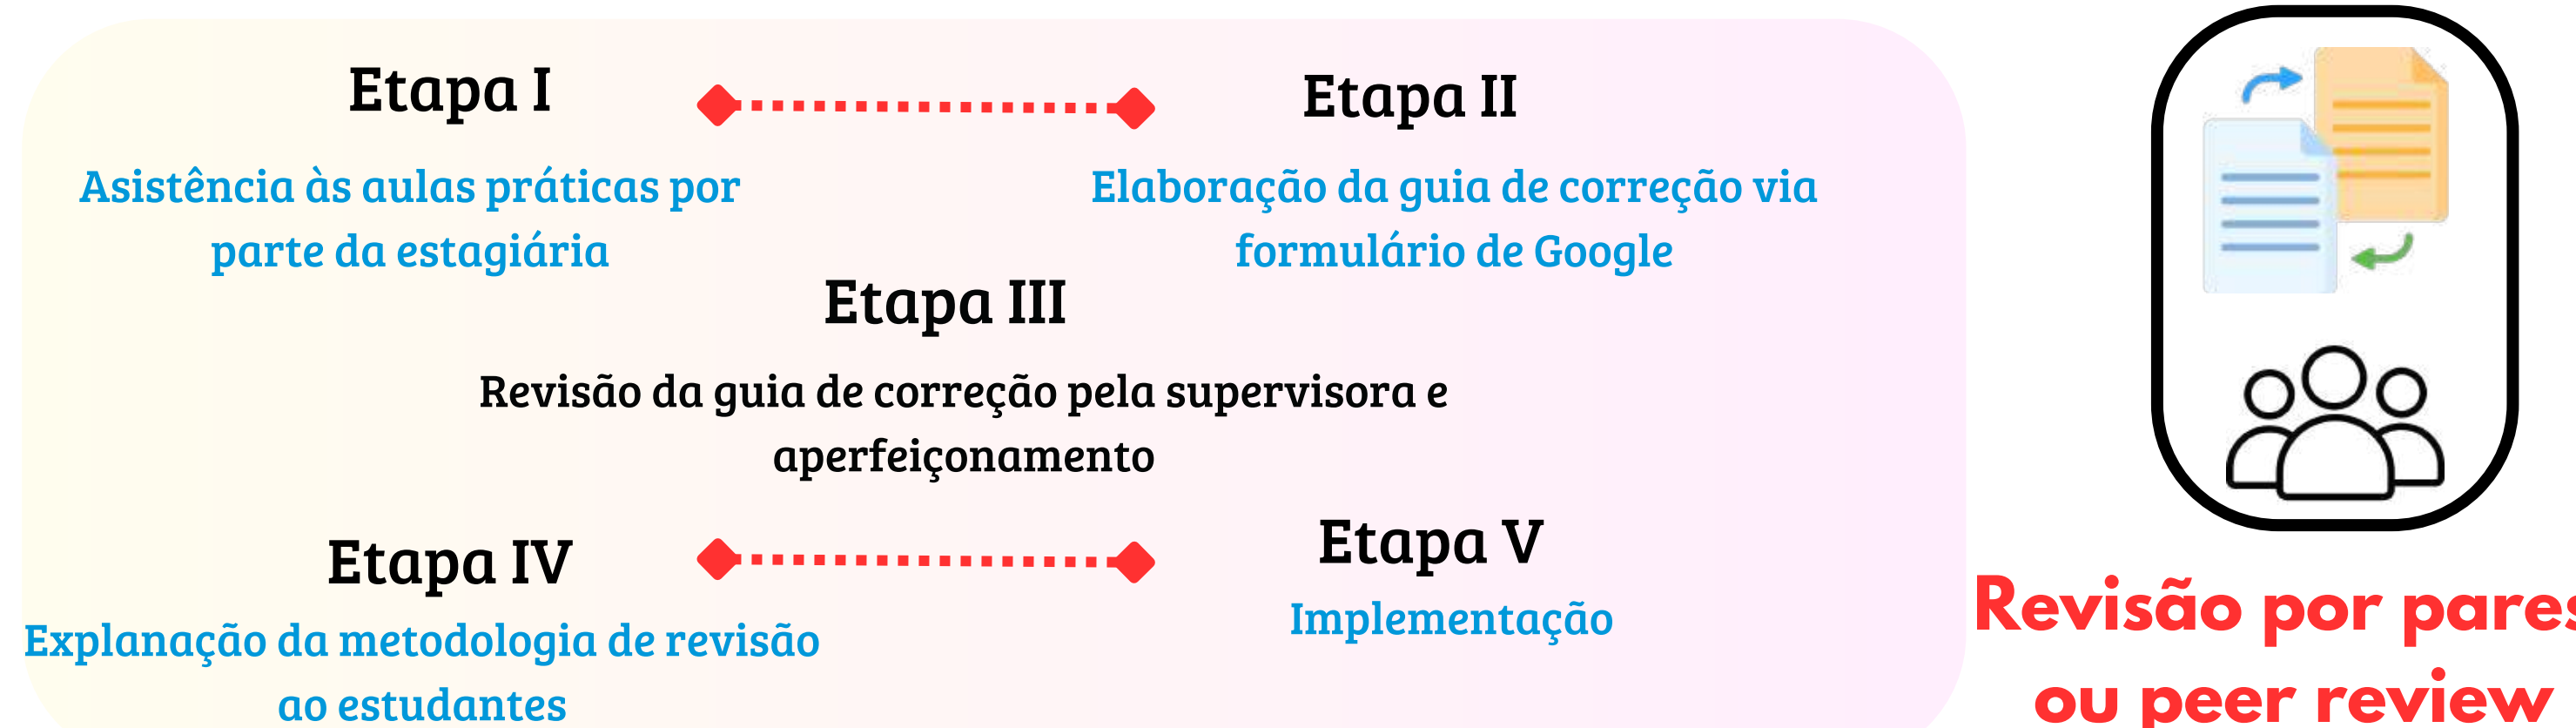 Etapa I
Asistência às aulas práticas por
parte da estagiária
Etapa II
Elaboração da guia de correção via
formulário de Google
Etapa III
Revisão da guia de correção pela supervisora e
aperfeiçonamento
Etapa IV
Explanação da metodologia de revisão
ao estudantes
Etapa V
Implementação
Revisão por pares
ou peer review